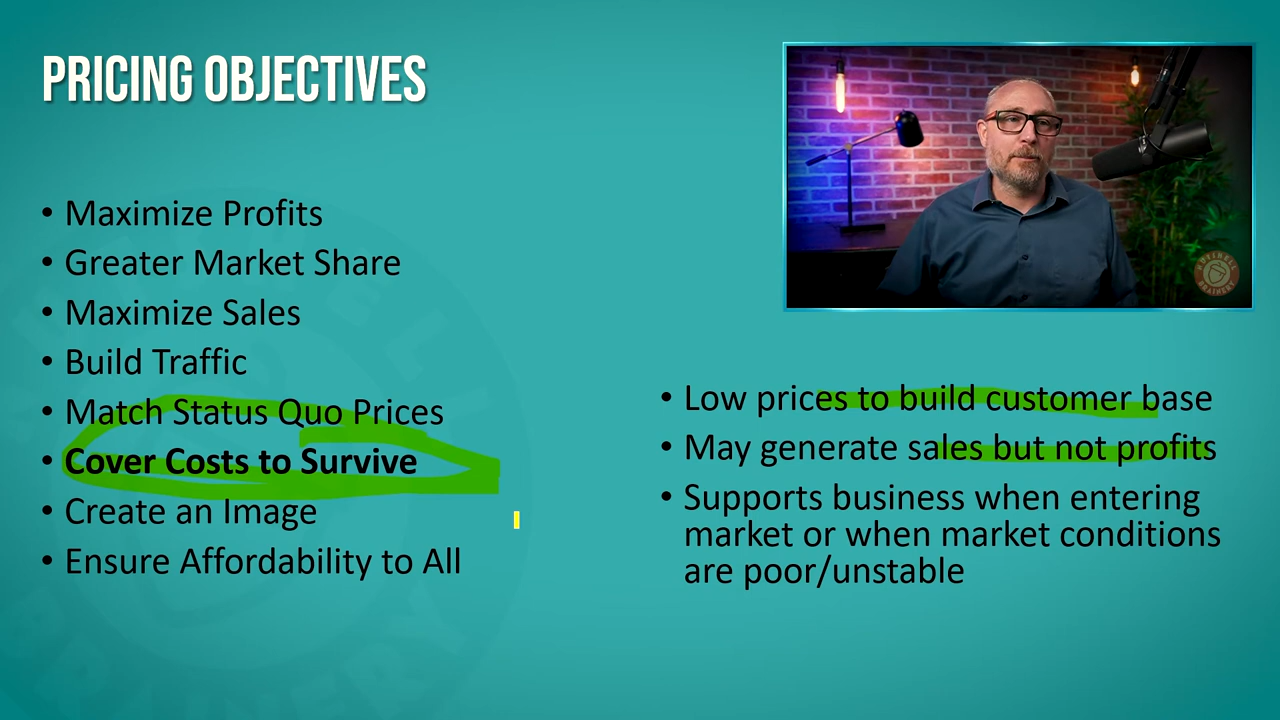 PRICING OBJECTIVES
• Maximize Profits
• Greater Market Share
• Maximize Sales
• Build Traffic
• Match Status Quo Prices
• Cover Costs to Survive
• Create an Image
• Ensure Affordability to All
• Low prices to build customer base
• May generate sales but not profits
• Supports business when entering
market or when market conditions
are poor/unstable